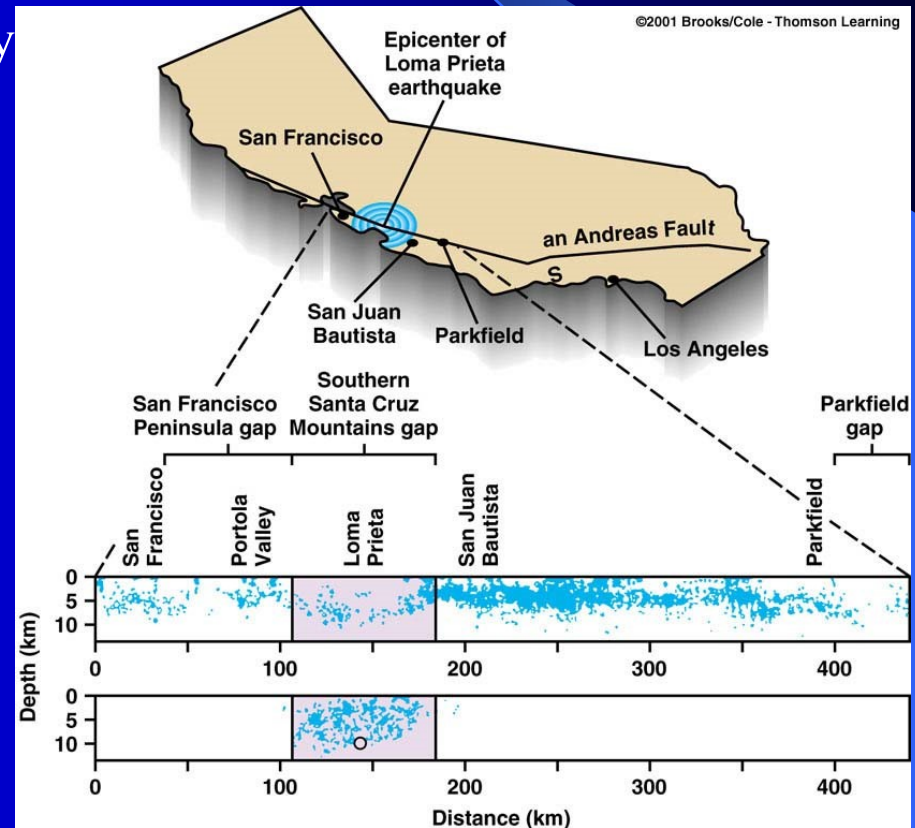 y
©2001 Brooks/Cole - Thomson Learning
Epicenter of
Loma Prieta
earthquake
San Francisco
an Andreas Fault
S
San Juan
Bautista
Parkfield
Los Angeles
San Francisco
Peninsula gap
Southern
Santa Cruz
Mountains gap
Parkfield
gap
San
Francisco
Portola
Valley
Loma
Prieta
San Juan
Bautista
Parkfield
Depth (km)
0
5
10
0 100 200 300 400
0
5
10
0 100 200 300 400
Distance (km)